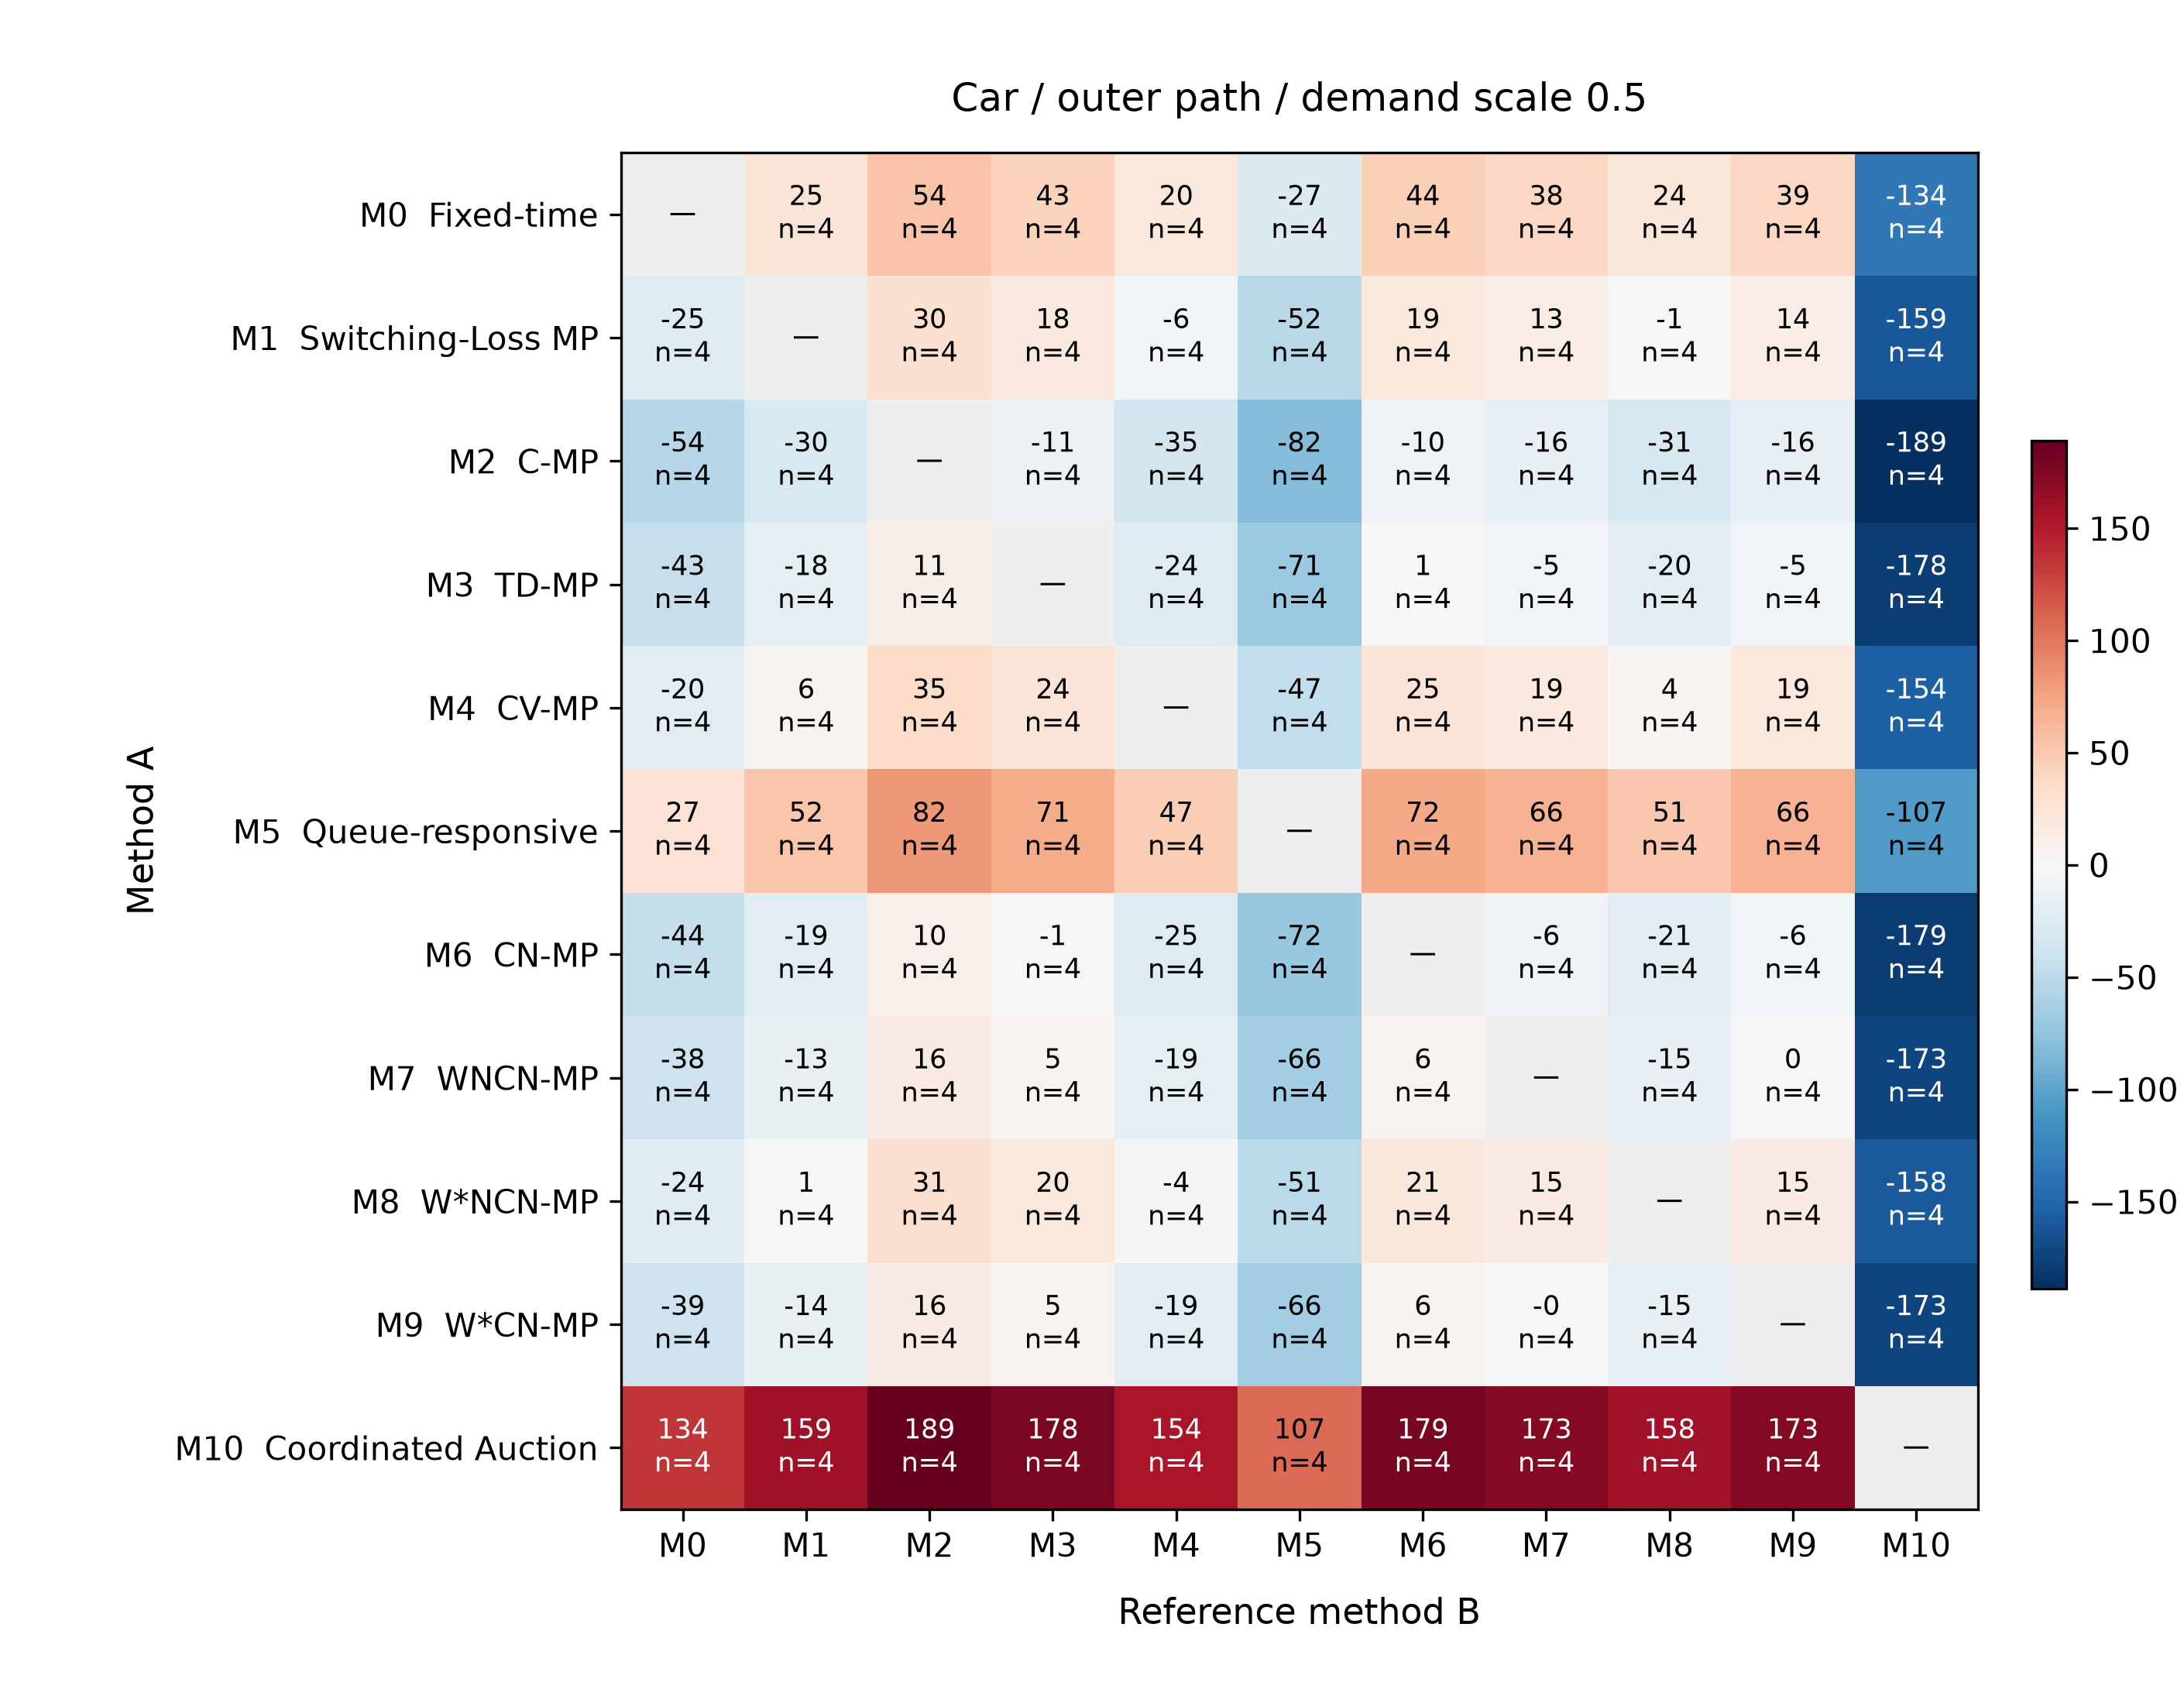 Car / outer path / demand scale 0.5
M0 Fixed-time — 25 54 43 20 -27 44 38 24 39 -134
n=4 n=4 n=4 n=4 n=4 n=4 n=4 n=4 n=4 n=4
M1 Switching-Loss MP -25 — 30 18 -6 -52 19 13 -1 14 -159
n=4 n=4 n=4 n=4 n=4 n=4 n=4 n=4 n=4 n=4
M2 C-MP -54 -30 — -11 -35 -82 -10 -16 -31 -16 -189
n=4 n=4 n=4 n=4 n=4 n=4 n=4 n=4 n=4 n=4
M3 TD-MP -43 -18 11 — -24 -71 1 -5 -20 -5 -178
n=4 n=4 n=4 n=4 n=4 n=4 n=4 n=4 n=4 n=4
M4 CV-MP -20 6 35 24 — -47 25 19 4 19 -154
n=4 n=4 n=4 n=4 n=4 n=4 n=4 n=4 n=4 n=4
M5 Queue-responsive 27 52 82 71 47 — 72 66 51 66 -107
n=4 n=4 n=4 n=4 n=4 n=4 n=4 n=4 n=4 n=4
M6 CN-MP -44 -19 10 -1 -25 -72 — -6 -21 -6 -179
n=4 n=4 n=4 n=4 n=4 n=4 n=4 n=4 n=4 n=4
M7 WNCN-MP -38 -13 16 5 -19 -66 6 — -15 0 -173
n=4 n=4 n=4 n=4 n=4 n=4 n=4 n=4 n=4 n=4
M8 W*NCN-MP -24 1 31 20 -4 -51 21 15 — 15 -158
n=4 n=4 n=4 n=4 n=4 n=4 n=4 n=4 n=4 n=4
M9 W*CN-MP -39 -14 16 5 -19 -66 6 -0 -15 — -173
n=4 n=4 n=4 n=4 n=4 n=4 n=4 n=4 n=4 n=4
M10 Coordinated Auction 134 159 189 178 154 107 179 173 158 173 —
n=4 n=4 n=4 n=4 n=4 n=4 n=4 n=4 n=4 n=4
M0 M1 M2 M3 M4 M5 M6 M7 M8 M9 M10
Reference method B
Method A
150
100
50
0
−50
−100
−150